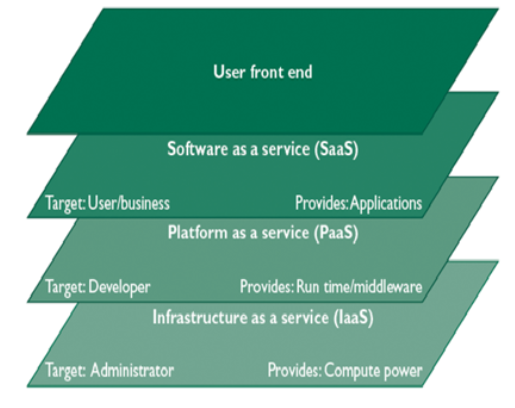 User front end
Software as a service (SaaS)
Target: User/business Provides: Applications
Platform as a service (PaaS)
Target: Developer Provides: Run time/middleware
Infrastructure as a service (IaaS)
Target: Administrator Provides: Compute power